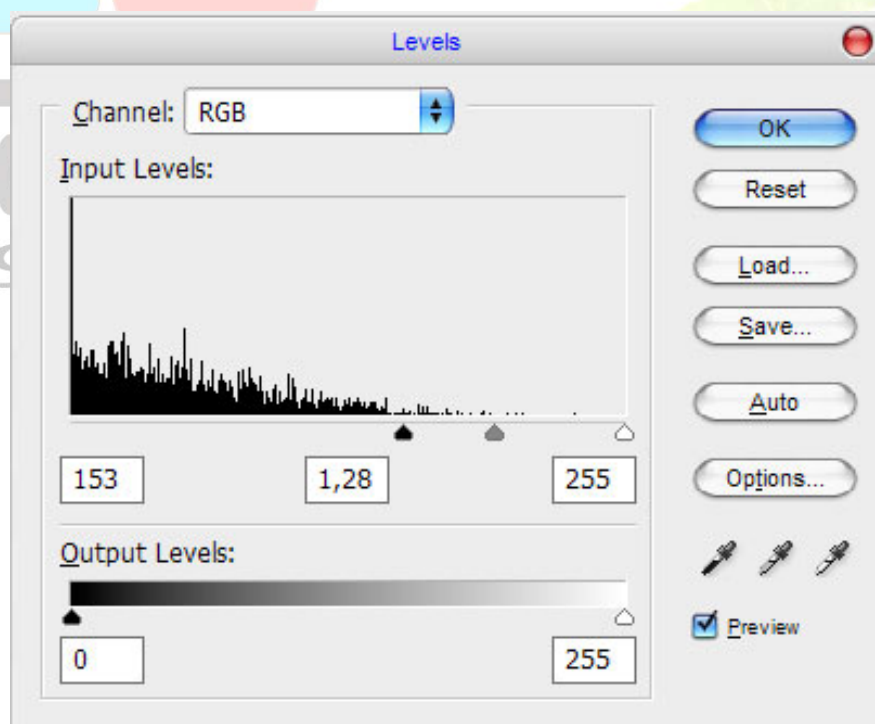 Levels
Channel: RGB
OK
Input Levels:
Reset
Load...
Save...
Auto
153 1,28 255
Options...
Output Levels:
Preview
0 255